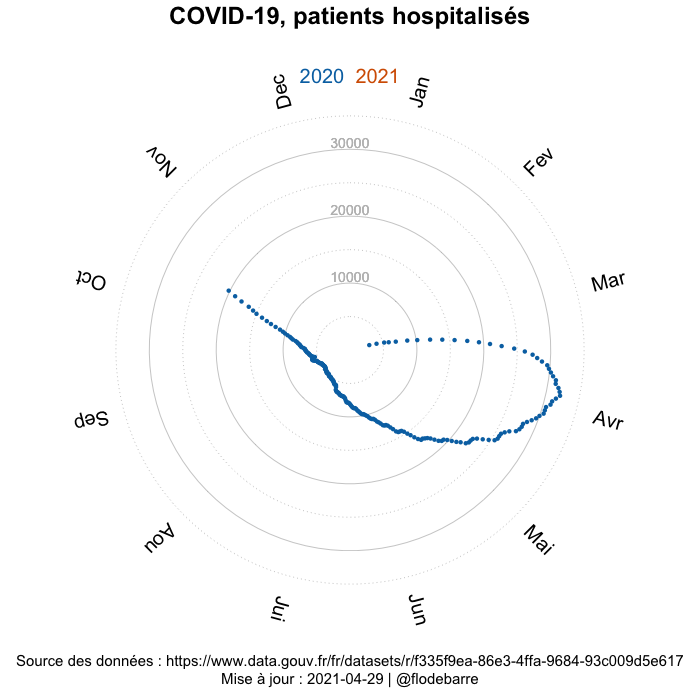 COVID-19, patients hospitalisés
2020 2021
Jan
Fev
Mar
Avr
Mai
Jun
Jui
Aou
Sep
Oct
Nov
Dec
30000
20000
10000
Source des données : https://www.data.gouv.fr/fr/datasets/r/f335f9ea-86e3-4ffa-9684-93c009d5e617
Mise à jour : 2021-04-29 | @flodebarre